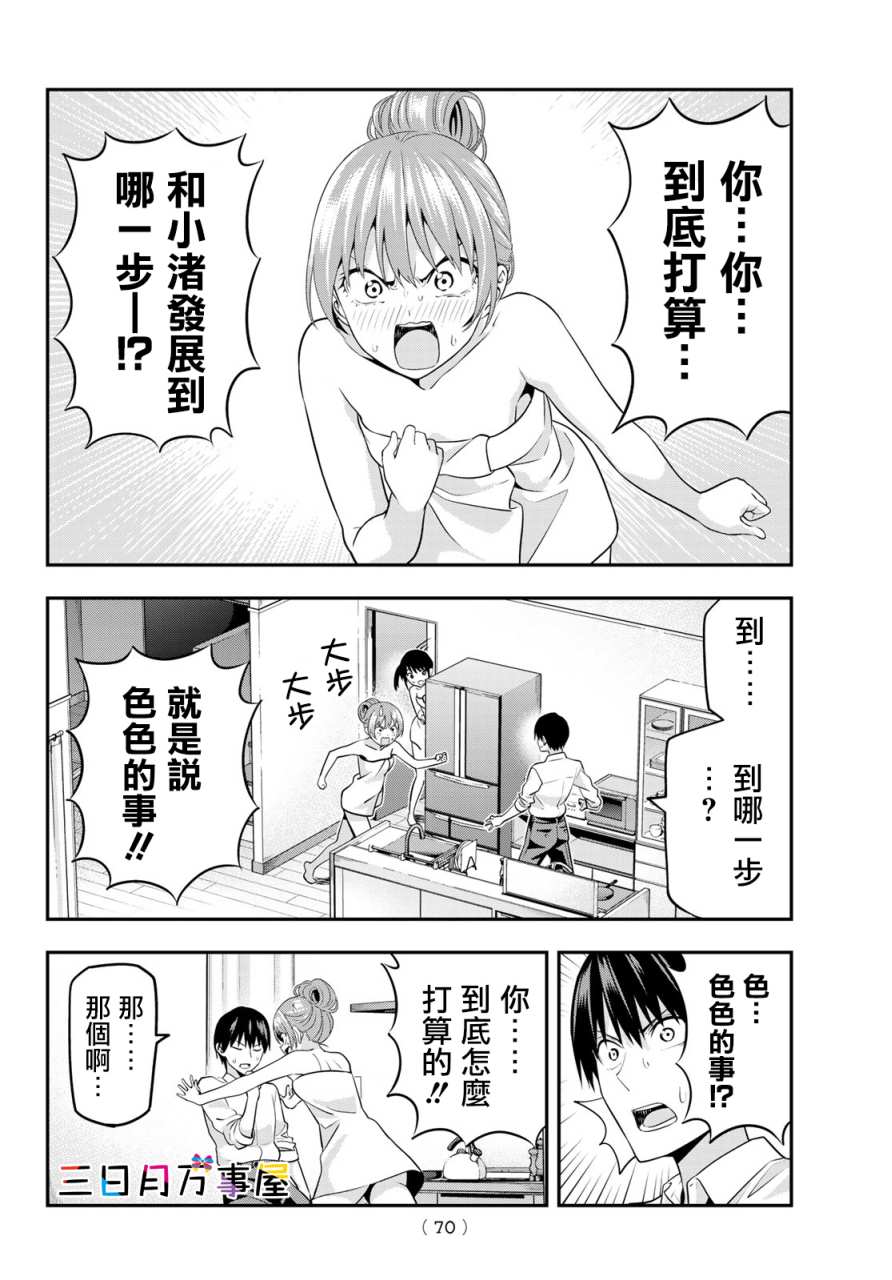 你…你…
到底打算…
和小渚發展到
哪一步—!?
到……
到哪一步
…?
大步
大步
就是說
色色的事!!
色…
色色的事!?
你……
到底怎麼
打算的!!
那……
那個啊…
三日月万事屋
(70)